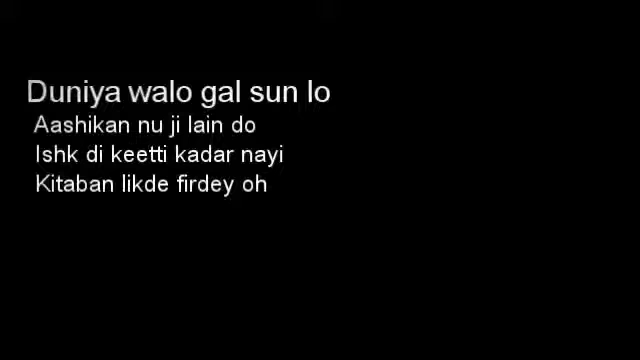 Duniya walo gal sun lo
Aashikan nu ji lain do
Ishk di keetti kadar nayi
Kitaban likde firdey oh